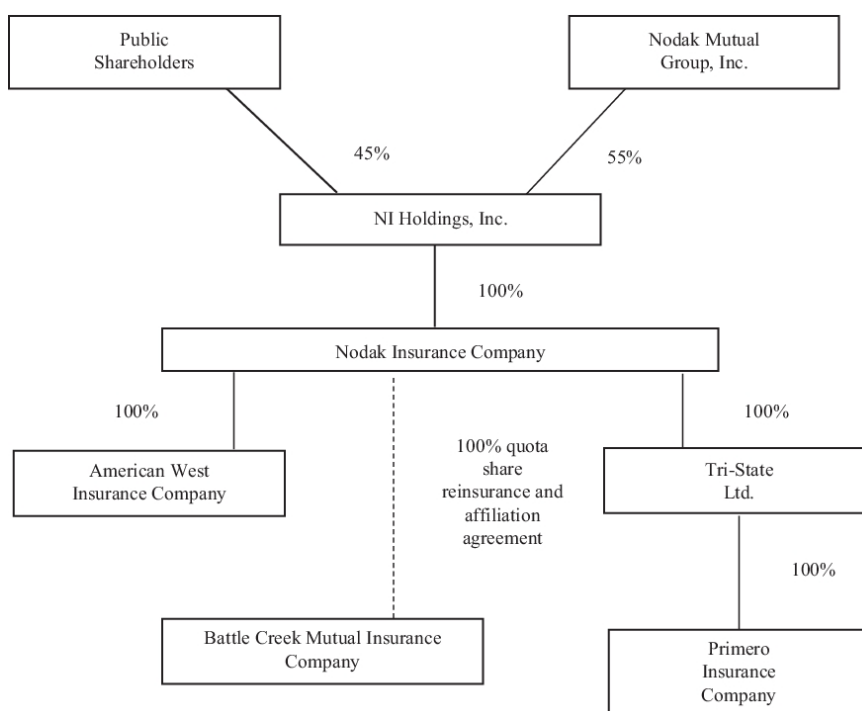 Public
Shareholders
Nodak Mutual
Group, Inc.
45%
55%
NI Holdings, Inc.
100%
Nodak Insurance Company
100%
100%
American West
Insurance Company
100% quota
share
reinsurance and
affiliation
agreement
Tri-State
Ltd.
100%
Battle Creek Mutual Insurance
Company
Primero
Insurance
Company